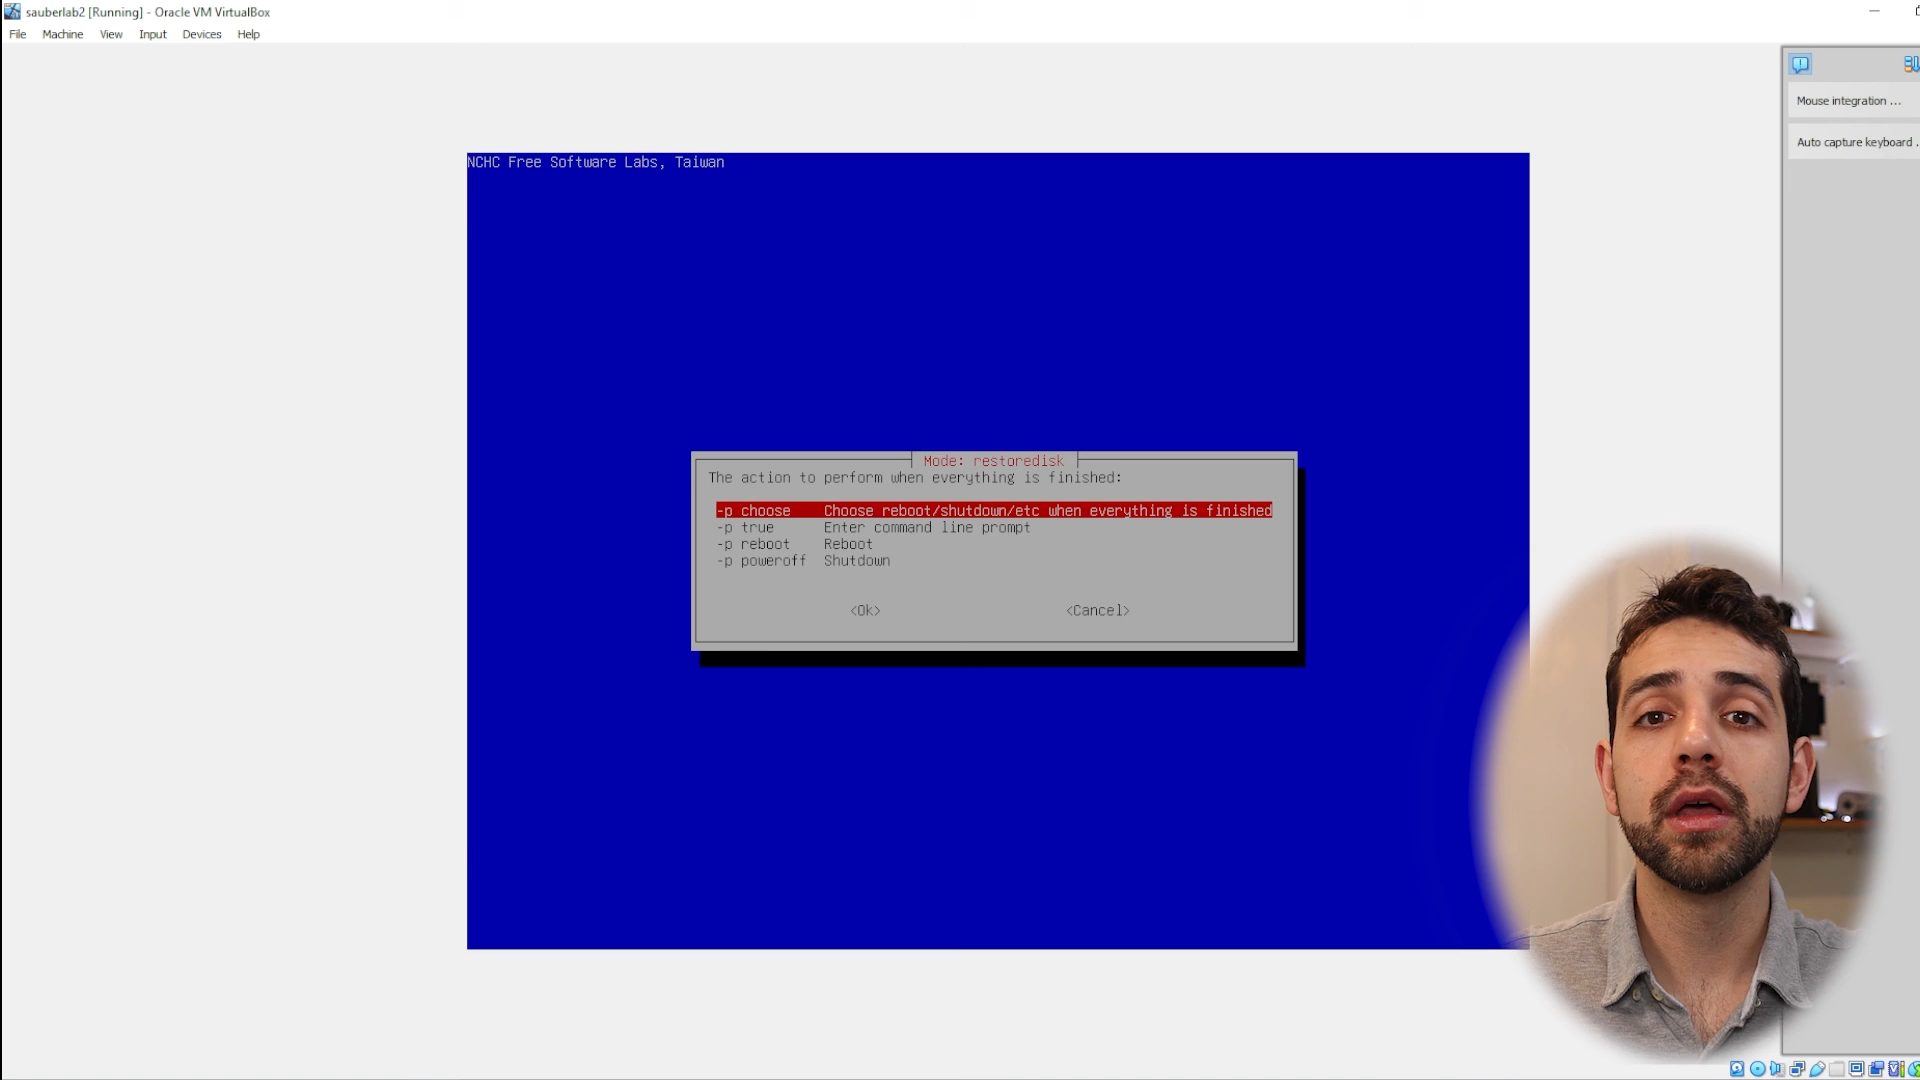 sauberlab2 [Running] - Oracle VM VirtualBox
File Machine View Input Devices Help
Mouse integration ...
Auto capture keyboard .
NCHC Free Software Labs, Taiwan
Mode: restoredisk
The action to perform when everything is finished:
-p choose Choose reboot/shutdown/etc when everything is finished
-p true Enter command line prompt
-p reboot Reboot
-p poweroff Shutdown
<Ok> <Cancel>